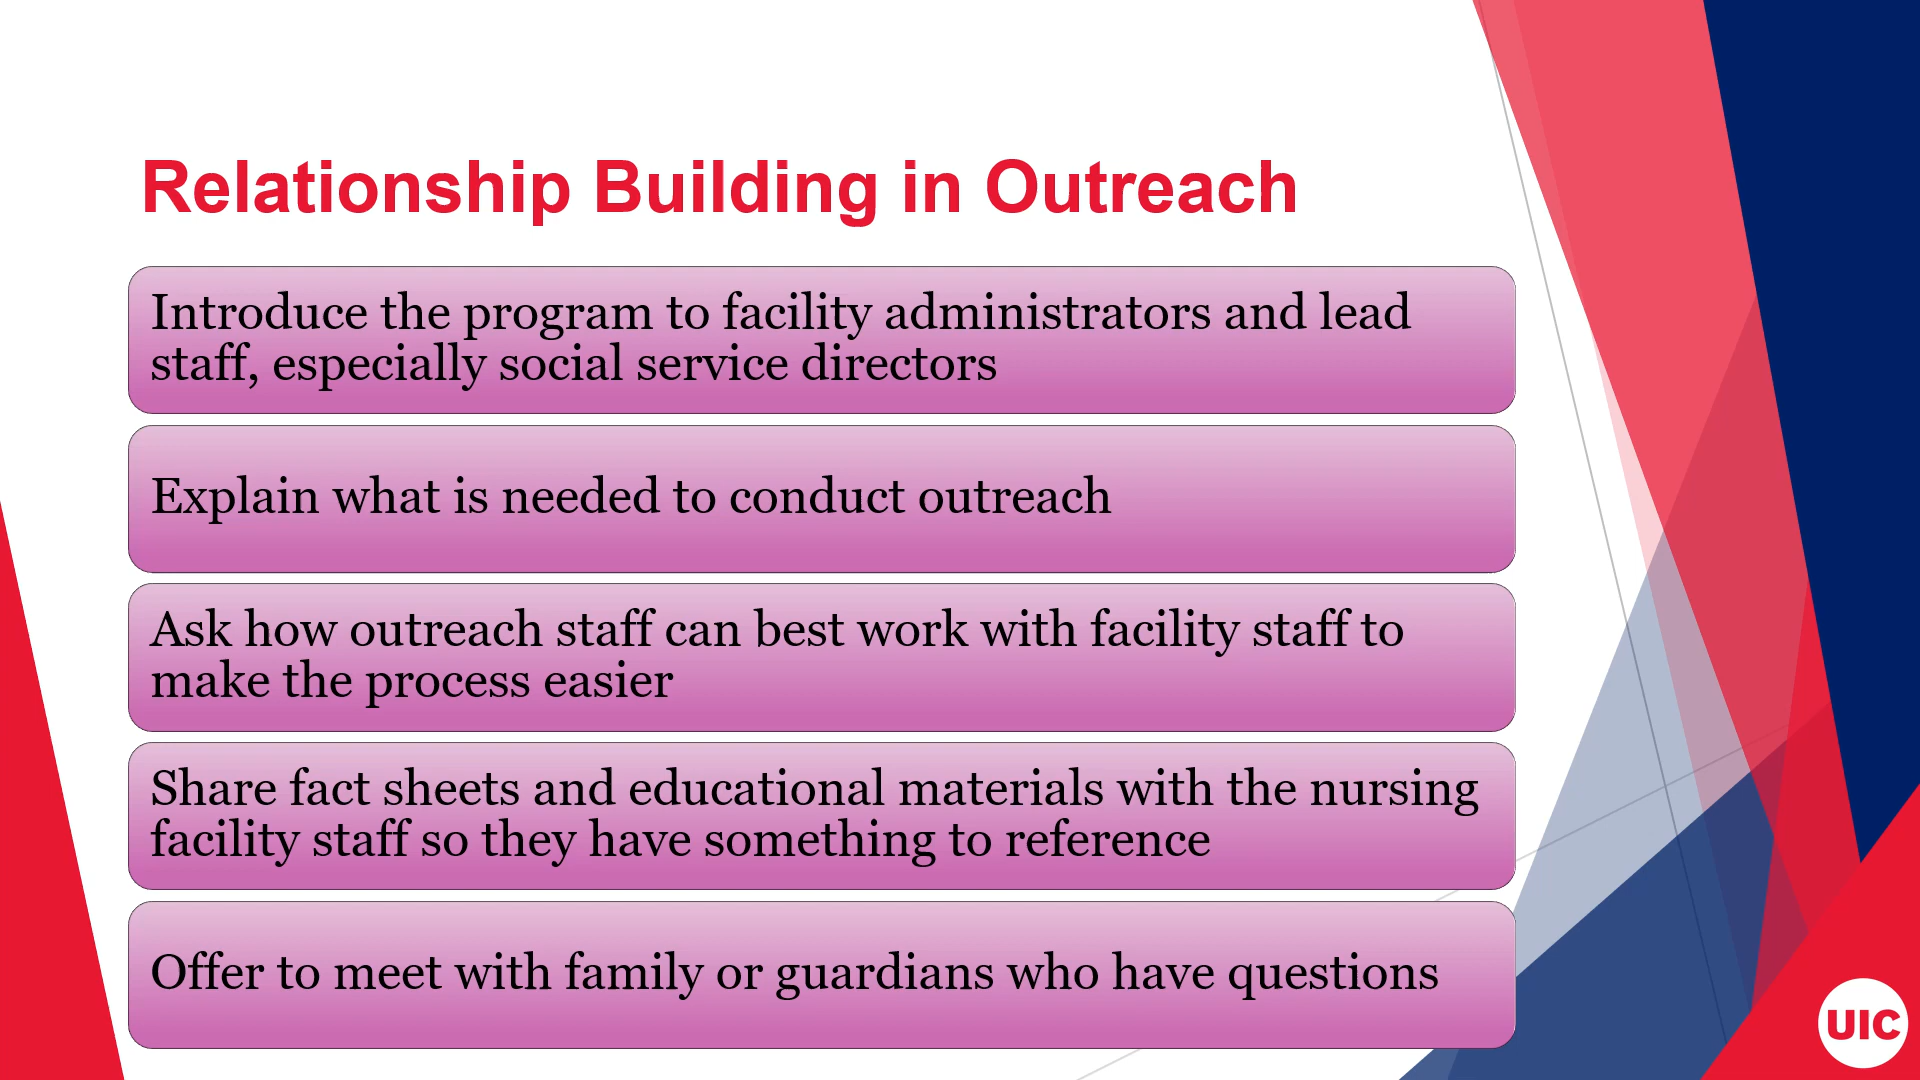 Relationship Building in Outreach
Introduce the program to facility administrators and lead
staff, especially social service directors
Explain what is needed to conduct outreach
Ask how outreach staff can best work with facility staff to
make the process easier
Share fact sheets and educational materials with the nursing
facility staff so they have something to reference
Offer to meet with family or guardians who have questions
UIC